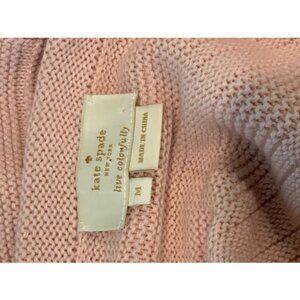 kate spade
NEW YORK
live colorfully
M
MADE IN CHINA